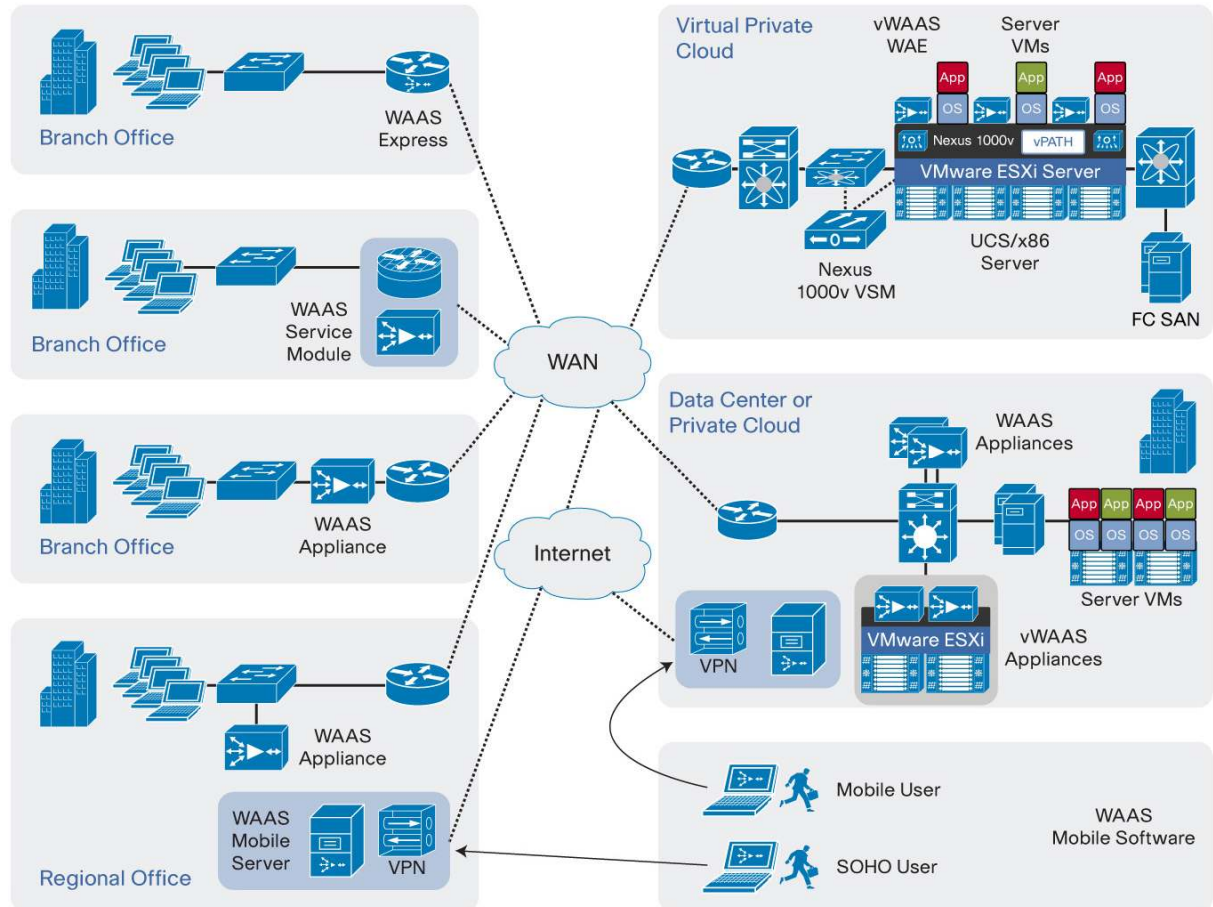 Branch Office
WAAS
Express
Branch Office
WAAS
Service
Module
Branch Office
WAAS
Appliance
Regional Office
WAAS
Appliance
WAAS
Mobile
Server
VPN
WAN
Internet
Virtual Private
Cloud
vWAAS
WAE
Server
VMs
App
App
App
OS
OS
OS
Nexus 1000v
vPATH
VMware ESXi Server
UCS/x86
Server
Nexus
1000v VSM
FC SAN
Data Center or
Private Cloud
WAAS
Appliances
App App App App
OS OS OS OS
Server VMs
VPN
VMware ESXi
vWAAS
Appliances
Mobile User
SOHO User
WAAS
Mobile Software